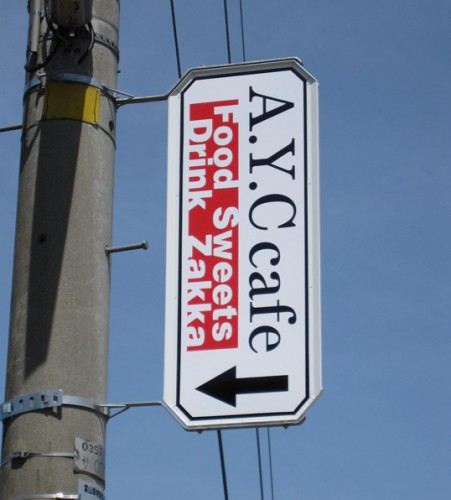 A.Y.C cafe
Food Sweets
Drink Zakka